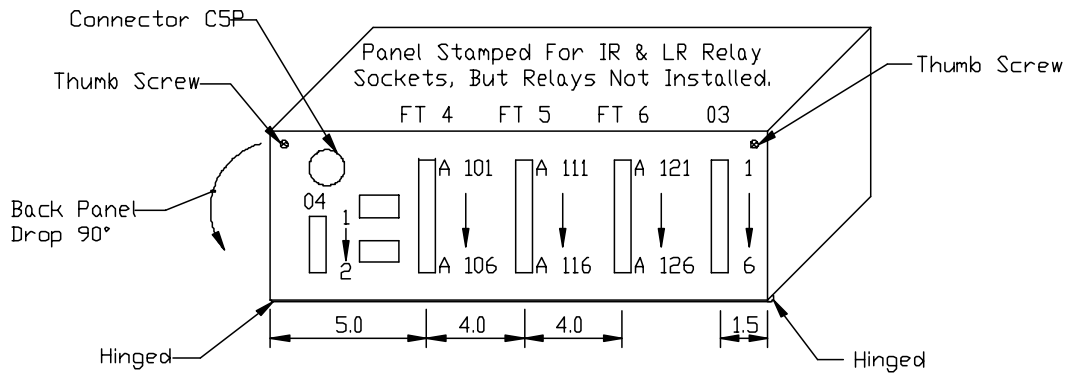 Connector C5P
Panel Stamped For IR & LR Relay
Sockets, But Relays Not Installed.
Thumb Screw
Thumb Screw
FT 4 FT 5 FT 6 03
A 101 A 111 A 121 1
04
1
Back Panel
Drop 90°
2 A 106 A 116 A 126 6
5.0 4.0 4.0 1.5
Hinged
Hinged